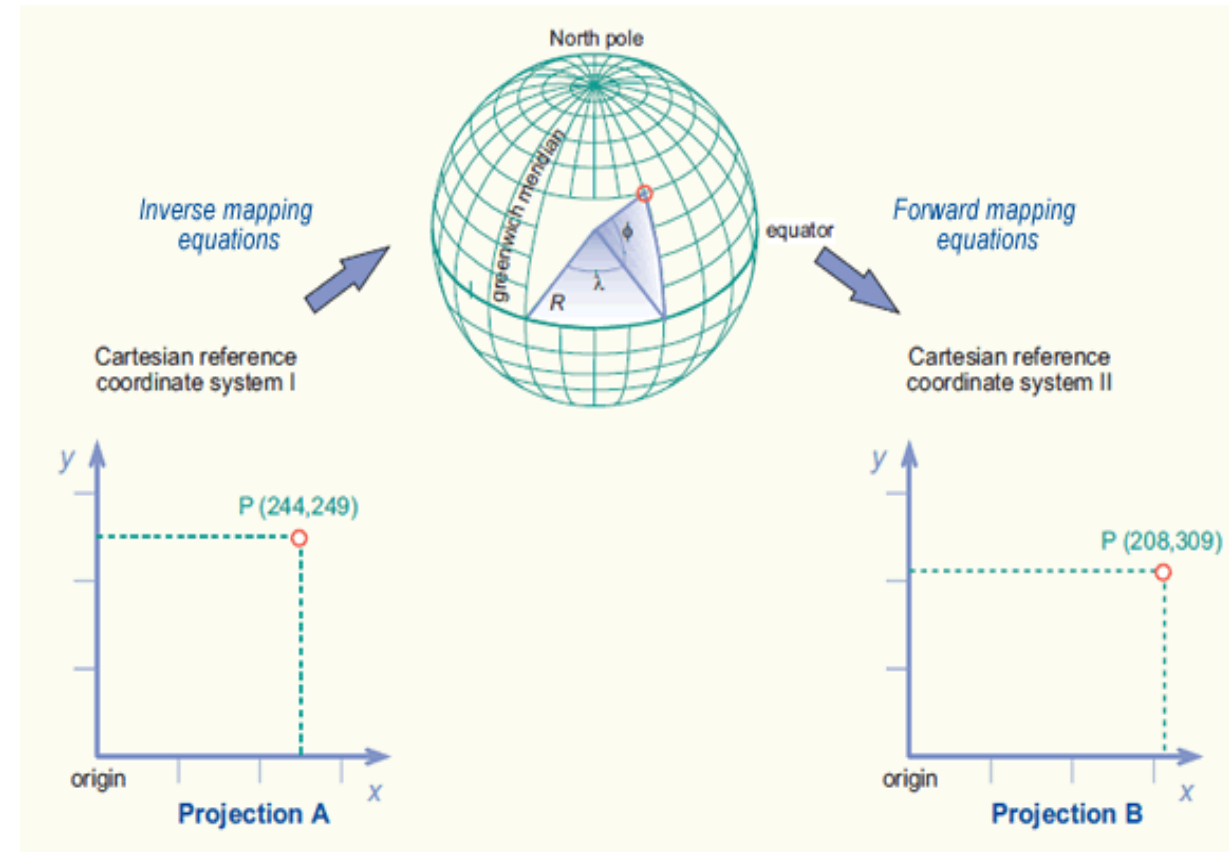 North pole
greenwich meridian
Inverse mapping
equations
Forward mapping
equations
equator
ϕ
λ
R
Cartesian reference
coordinate system I
Cartesian reference
coordinate system II
y
P (244,249)
origin
x
Projection A
y
P (208,309)
origin
x
Projection B